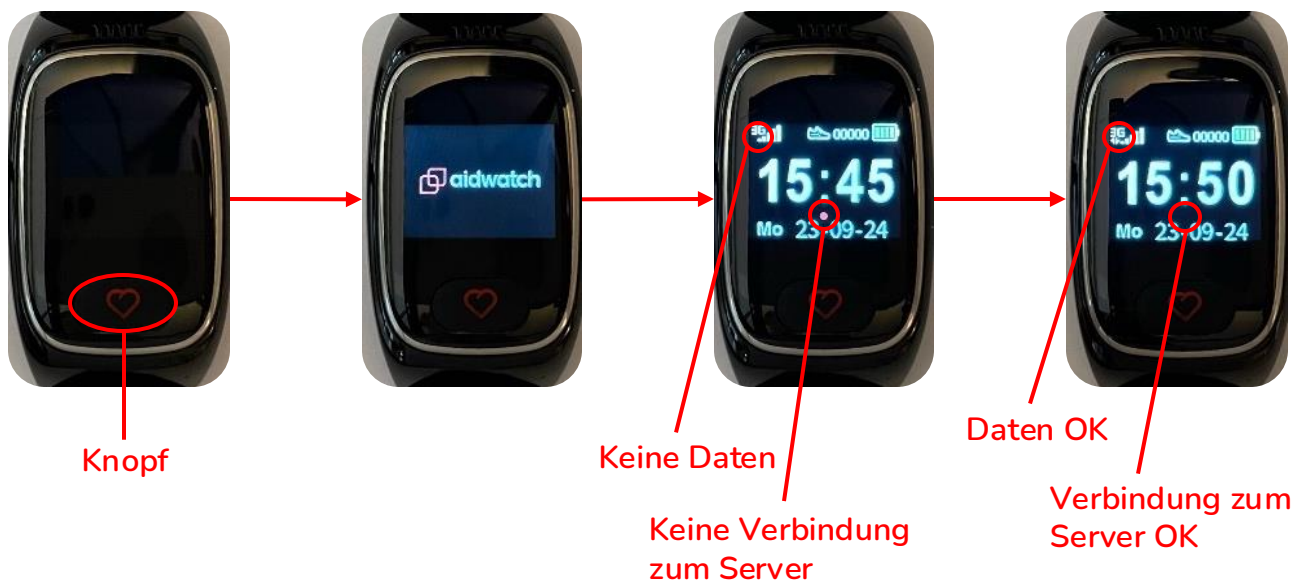 aidwatch
3G 00000
15:45
Mo 23-09-24
3G 00000
15:50
Mo 23-09-24
Knopf
Keine Daten
Daten OK
Keine Verbindung
zum Server
Verbindung zum
Server OK